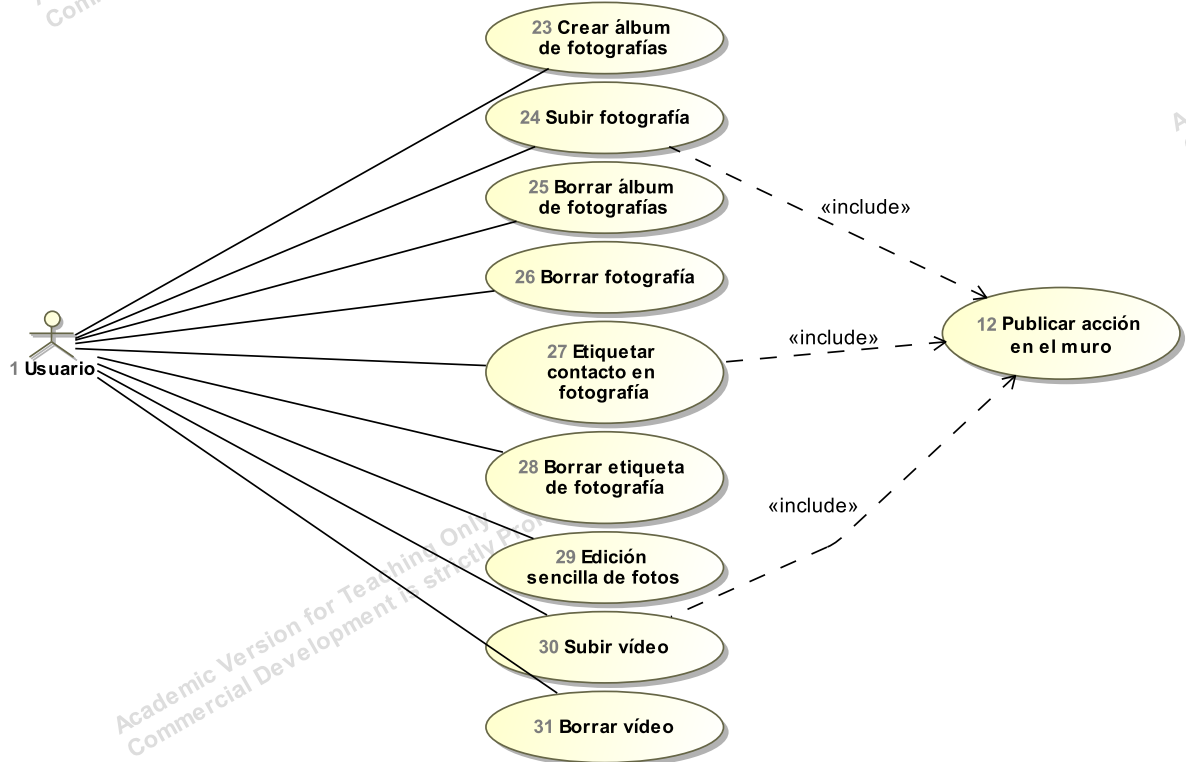 Com
23 Crear álbum
de fotografías
24 Subir fotografía
25 Borrar álbum
de fotografías
26 Borrar fotografía
27 Etiquetar
contacto en
fotografía
28 Borrar etiqueta
de fotografía
29 Edición
sencilla de fotos
30 Subir vídeo
31 Borrar vídeo
1 Usuario
«include»
«include»
«include»
12 Publicar acción
en el muro
Academic Version for Teaching Only
Commercial Development is strictly Pro